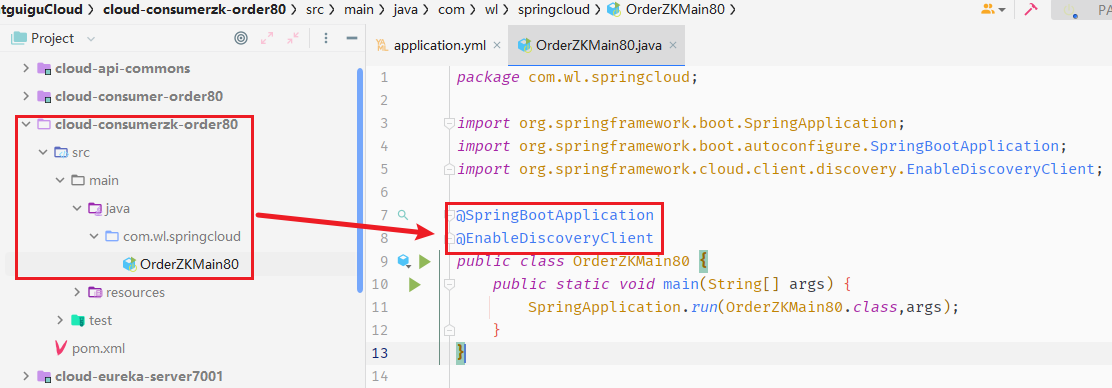 tguiguCloud > cloud-consumerzk-order80 > src > main > java > com > wl > springcloud > OrderZKMain80 > PA
Project
application.yml × OrderZKMain80.java ×
cloud-api-commons
cloud-consumer-order80
cloud-consumerzk-order80
src
main
java
com.wl.springcloud
OrderZKMain80
resources
test
pom.xml
cloud-eureka-server7001
1 package com.wl.springcloud;
2
3 import org.springframework.boot.SpringApplication;
4 import org.springframework.boot.autoconfigure.SpringBootApplication;
5 import org.springframework.cloud.client.discovery.EnableDiscoveryClient;
6
7 @SpringBootApplication
8 @EnableDiscoveryClient
9 public class OrderZKMain80 {
10 public static void main(String[] args) {
11 SpringApplication.run(OrderZKMain80.class,args);
12 }
13 }
14